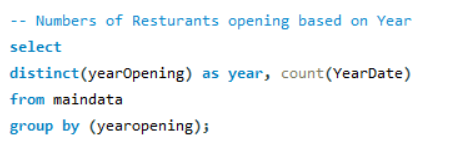 -- Numbers of Resturants opening based on Year
select
distinct(yearOpening) as year, count(YearDate)
from maindata
group by (yearopening);